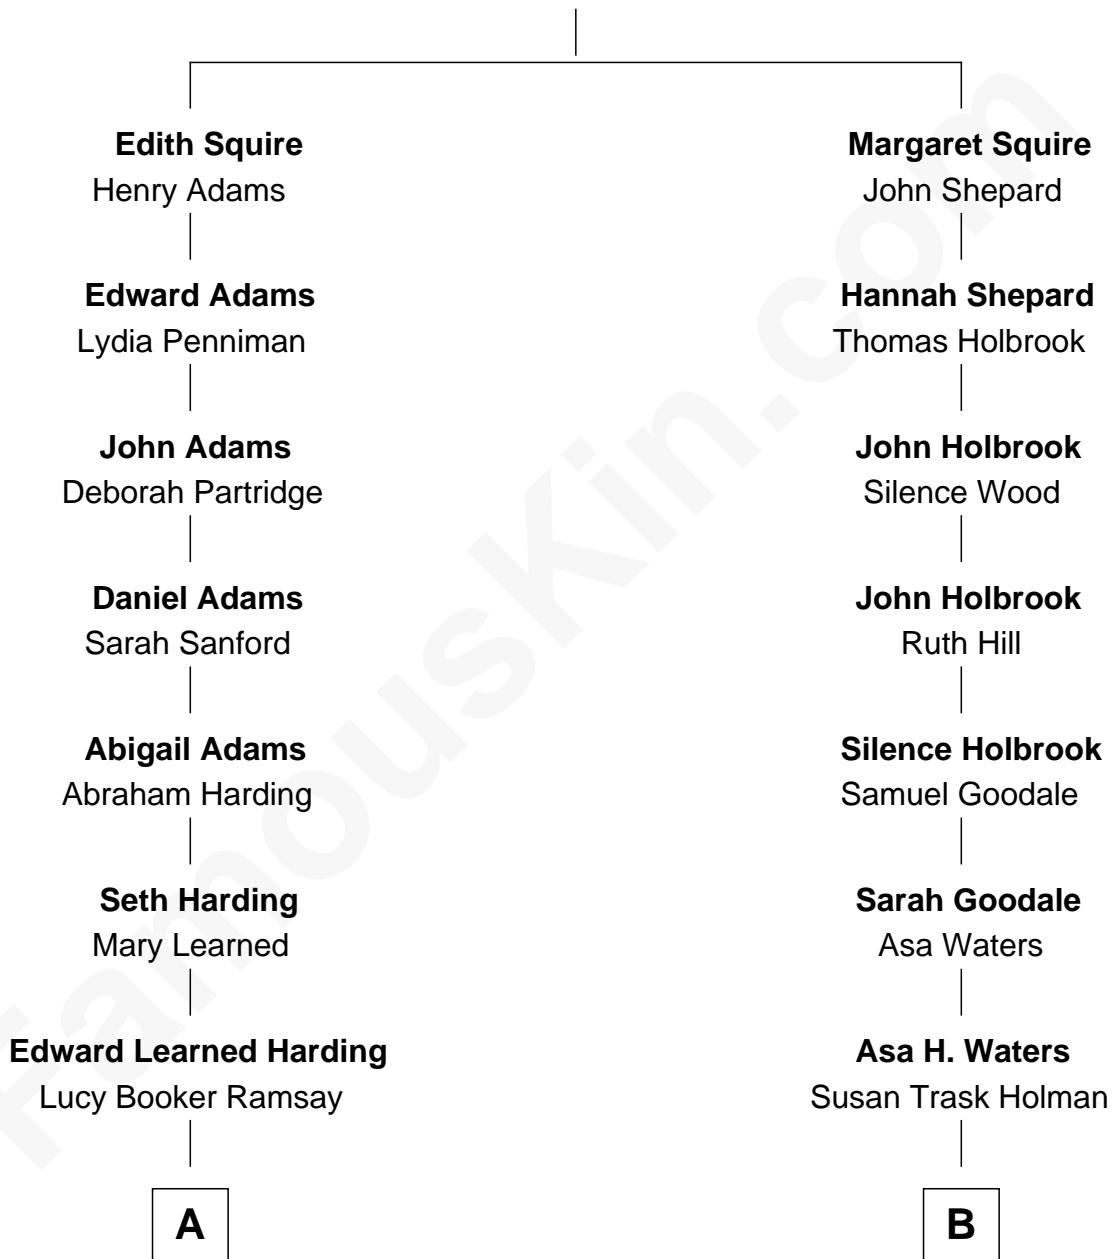 Edith Squire
Henry Adams
Margaret Squire
John Shepard
Edward Adams
Lydia Penniman
Hannah Shepard
Thomas Holbrook
John Adams
Deborah Partridge
John Holbrook
Silence Wood
Daniel Adams
Sarah Sanford
John Holbrook
Ruth Hill
Abigail Adams
Abraham Harding
Silence Holbrook
Samuel Goodale
Seth Harding
Mary Learned
Sarah Goodale
Asa Waters
Edward Learned Harding
Lucy Booker Ramsay
Asa H. Waters
Susan Trask Holman
A
B
FamousKin.com